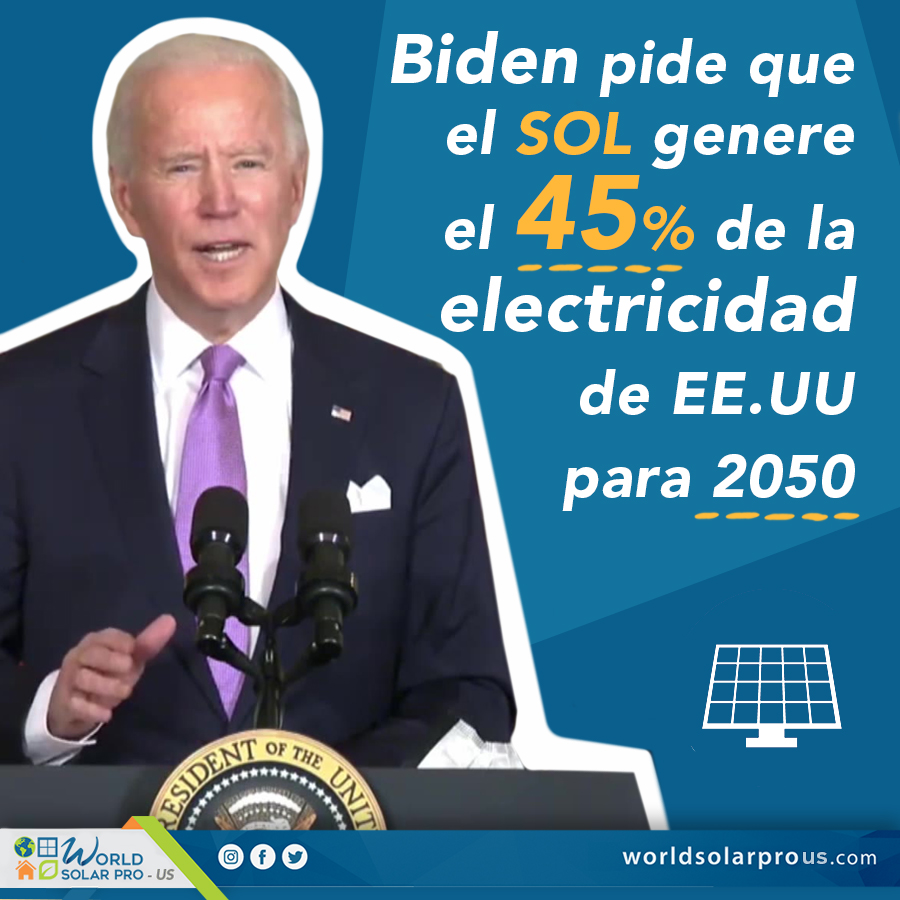 Biden pide que
el SOL genere
el 45% de la
electricidad
de EE.UU
para 2050
PRESIDENT OF THE UNIT
WORLD
SOLAR PRO - US
worldsolarprous.com